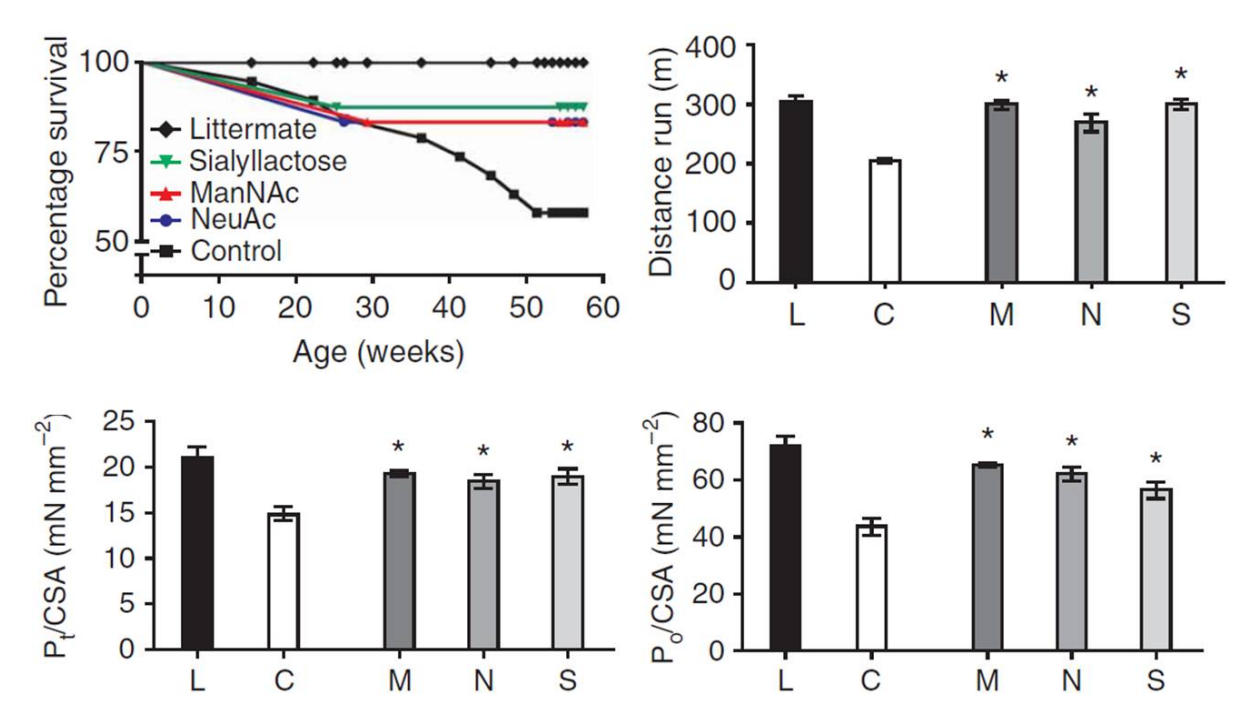 Percentage survival
100
75
50
Littermate
Sialyllactose
ManNAc
NeuAc
Control
0 10 20 30 40 50 60
Age (weeks)
Distance run (m)
400
300
200
100
0
* * *
L C M N S
Pt/CSA (mN mm−2)
25
20
15
10
5
0
* * *
L C M N S
Po/CSA (mN mm−2)
80
60
40
20
0
* * *
L C M N S